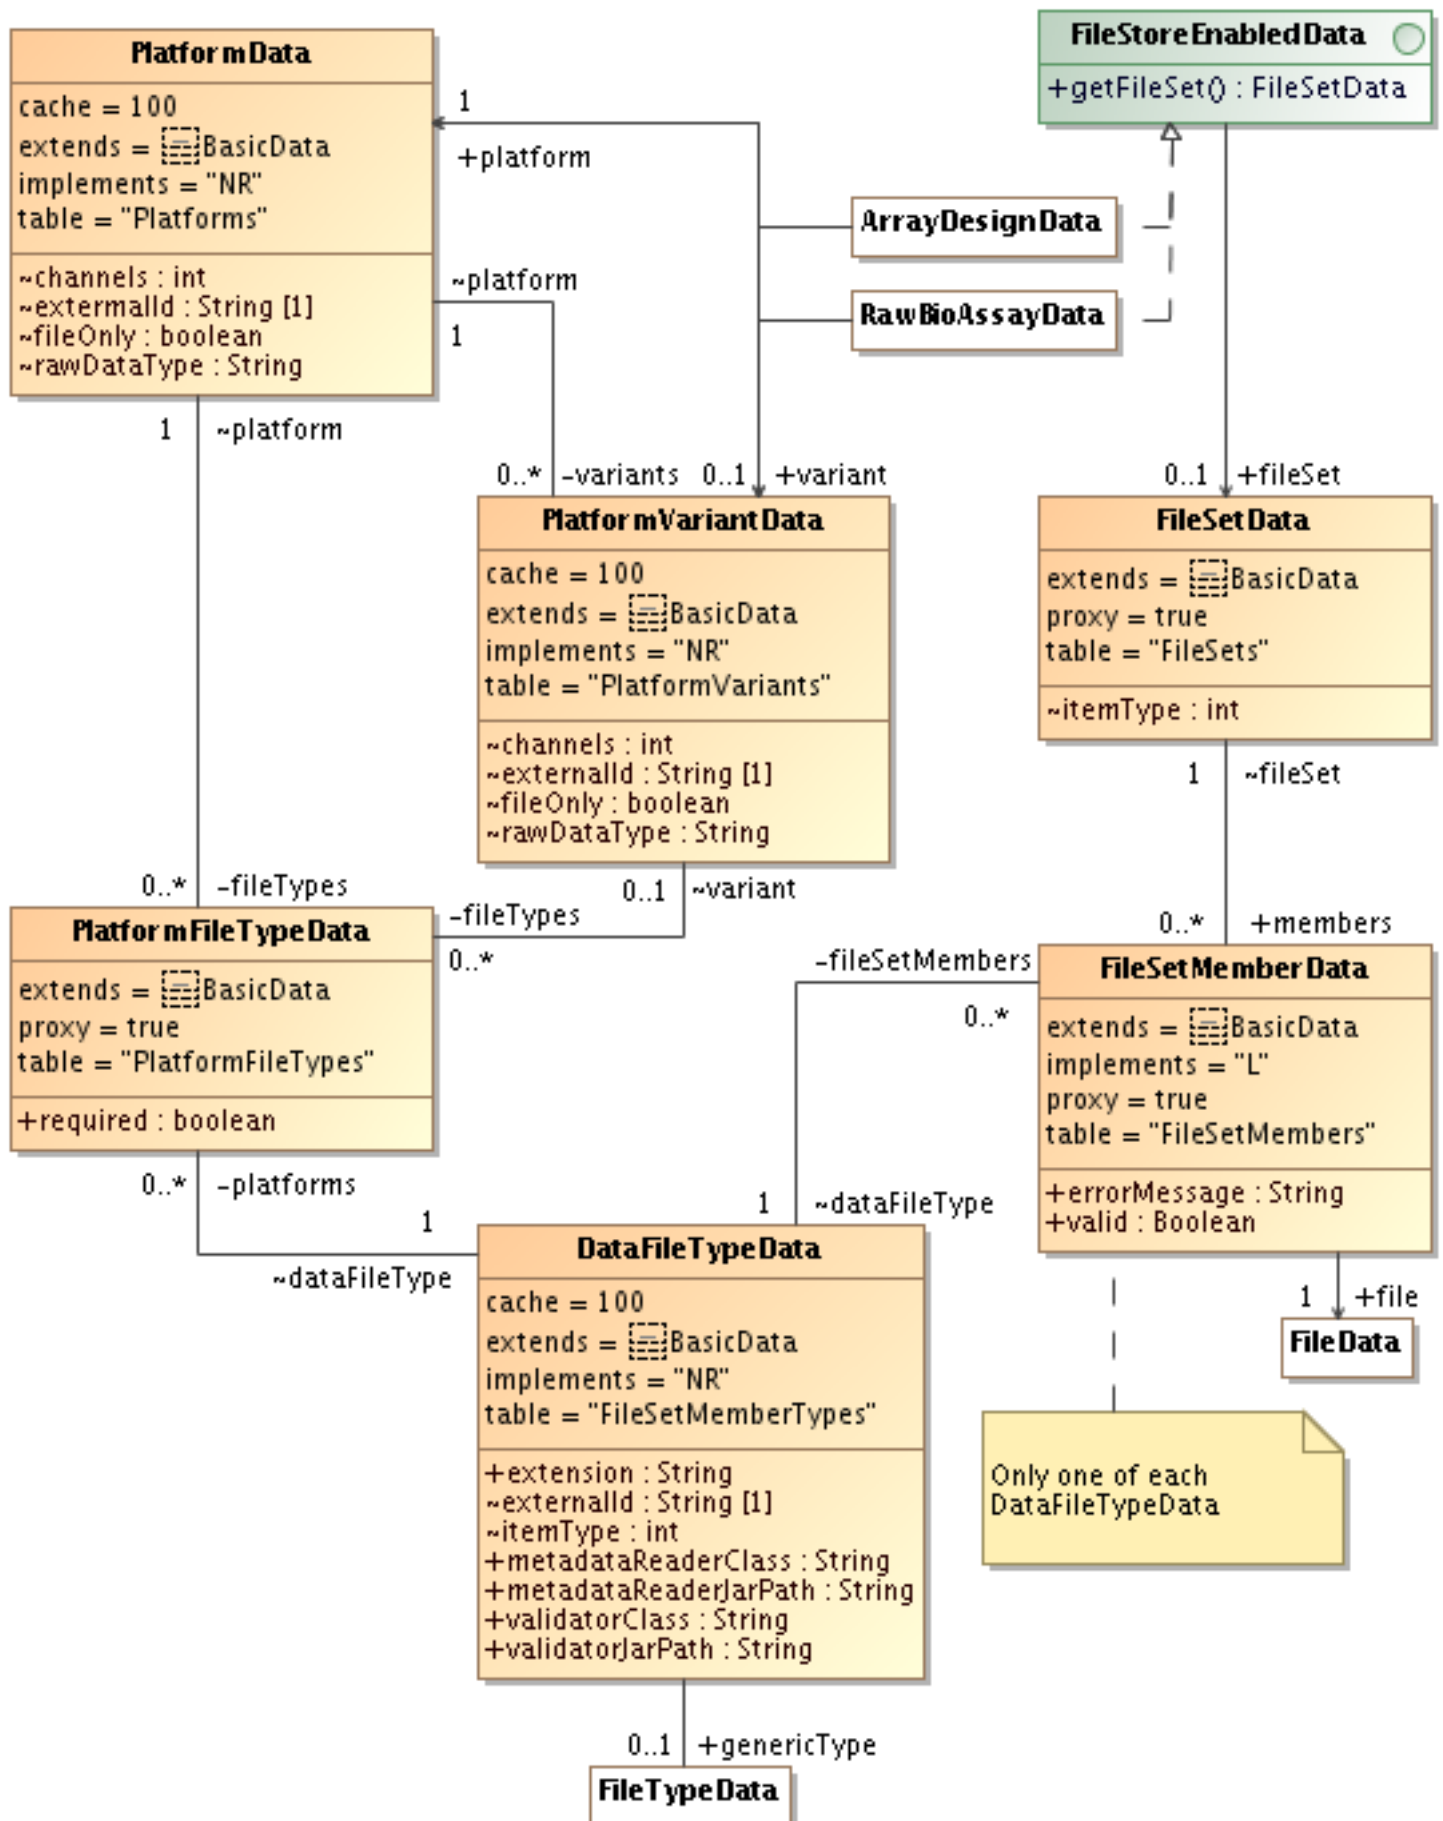 PlatformData
cache = 100
extends = BasicData
implements = "NR"
table = "Platforms"
~channels : int
~extermalId : String [1]
~fileOnly : boolean
~rawDataType : String
1
+platform
~platform
1
FileStoreEnabledData
+getFileSet() : FileSetData
ArrayDesignData
RawBioAssayData
1 ~platform
0..* -variants
0..1 +variant
0..1 +fileSet
PlatformVariantData
cache = 100
extends = BasicData
implements = "NR"
table = "PlatformVariants"
~channels : int
~externalId : String [1]
~fileOnly : boolean
~rawDataType : String
FileSetData
extends = BasicData
proxy = true
table = "FileSets"
~itemType : int
1 ~fileSet
0..* -fileTypes
0..1 ~variant
-fileTypes
0..*
0..* +members
PlatformFileTypeData
extends = BasicData
proxy = true
table = "PlatformFileTypes"
+required : boolean
-fileSetMembers
0..*
FileSetMemberData
extends = BasicData
implements = "L"
proxy = true
table = "FileSetMembers"
+errorMessage : String
+valid : Boolean
0..* -platforms
1
~dataFileType
1 ~dataFileType
DataFileTypeData
cache = 100
extends = BasicData
implements = "NR"
table = "FileSetMemberTypes"
+extension : String
~externalId : String [1]
~itemType : int
+metadataReaderClass : String
+metadataReaderJarPath : String
+validatorClass : String
+validatorJarPath : String
1 +file
FileData
Only one of each
DataFileTypeData
0..1 +genericType
FileTypeData